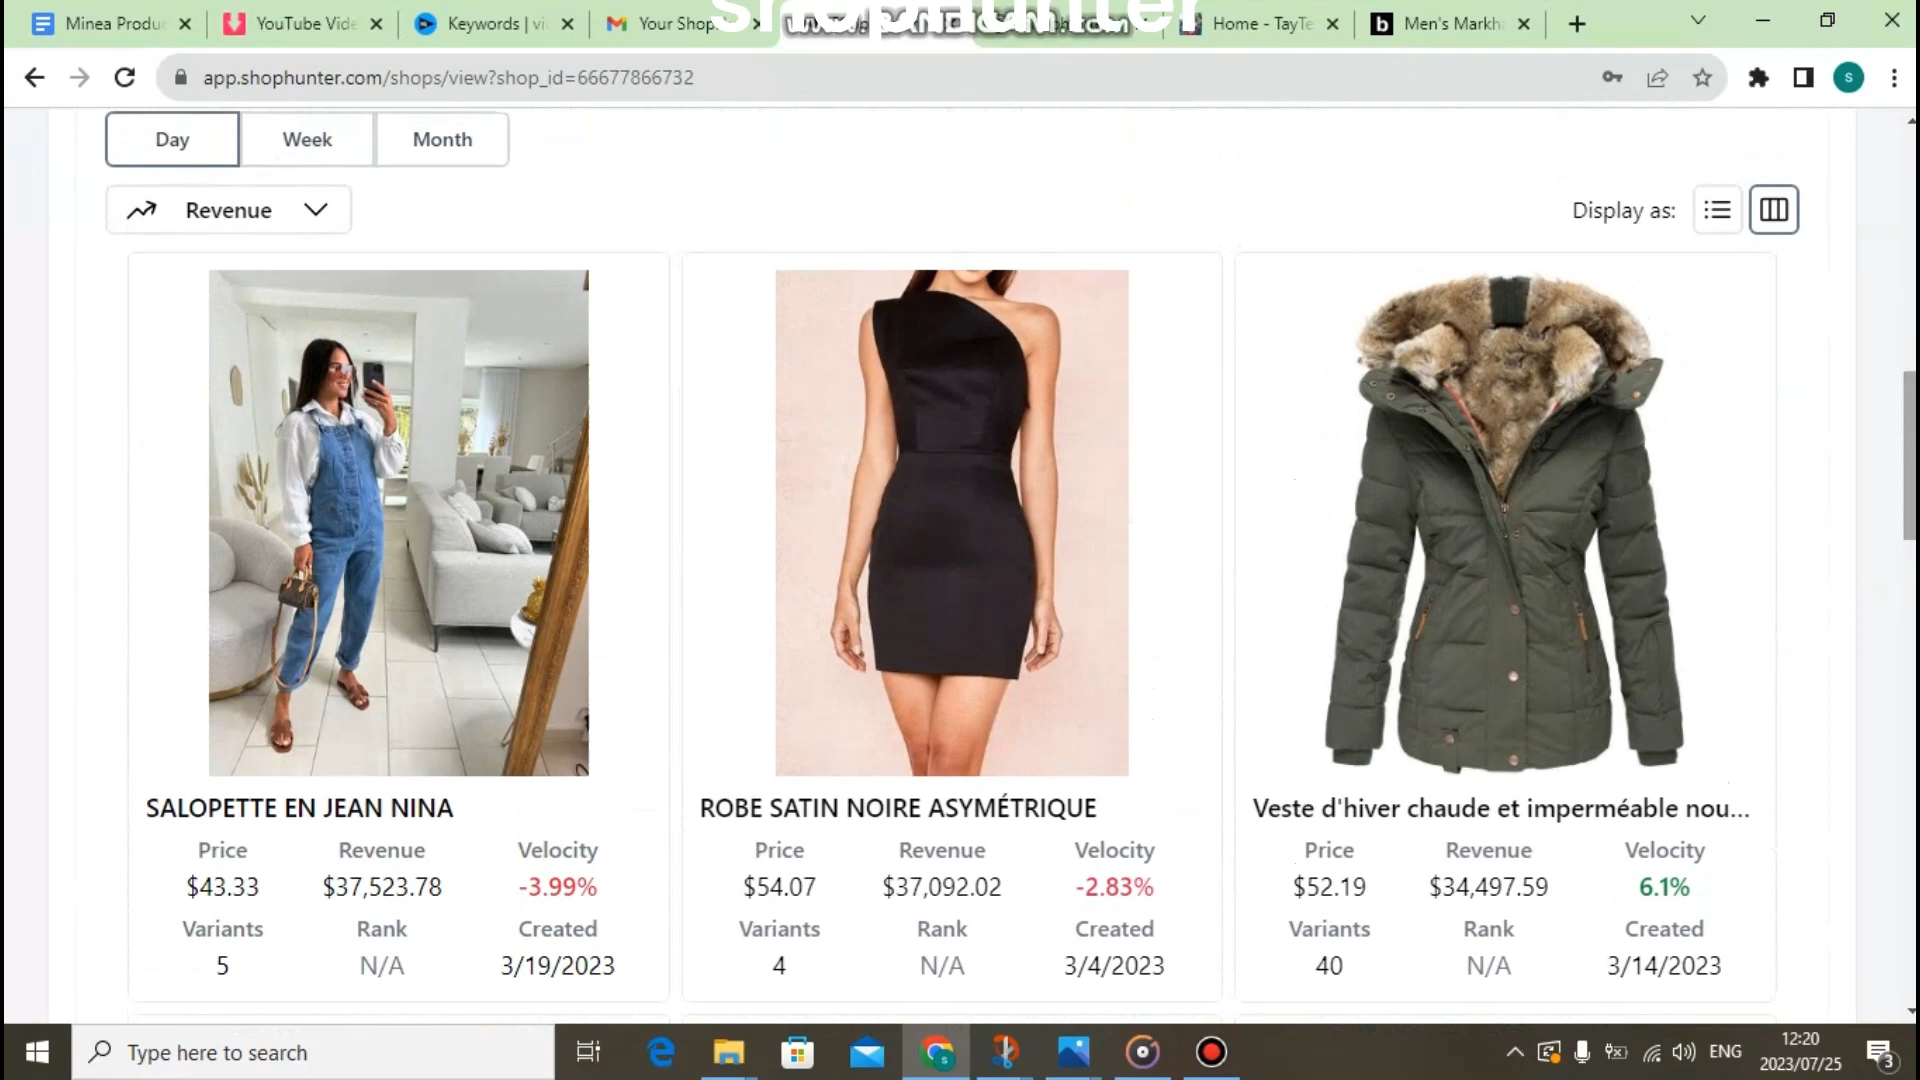 Minea Produ
YouTube Vide
Keywords | vi
Your Shop
shopHunter
Home - TayTe
Men's Markh
app.shophunter.com/shops/view?shop_id=66677866732
S
Day
Week
Month
Revenue
Display as:
SALOPETTE EN JEAN NINA
Price Revenue Velocity
$43.33 $37,523.78 -3.99%
Variants Rank Created
5 N/A 3/19/2023
ROBE SATIN NOIRE ASYMÉTRIQUE
Price Revenue Velocity
$54.07 $37,092.02 -2.83%
Variants Rank Created
4 N/A 3/4/2023
Veste d'hiver chaude et imperméable nou...
Price Revenue Velocity
$52.19 $34,497.59 6.1%
Variants Rank Created
40 N/A 3/14/2023
Type here to search
ENG
12:20
2023/07/25
3